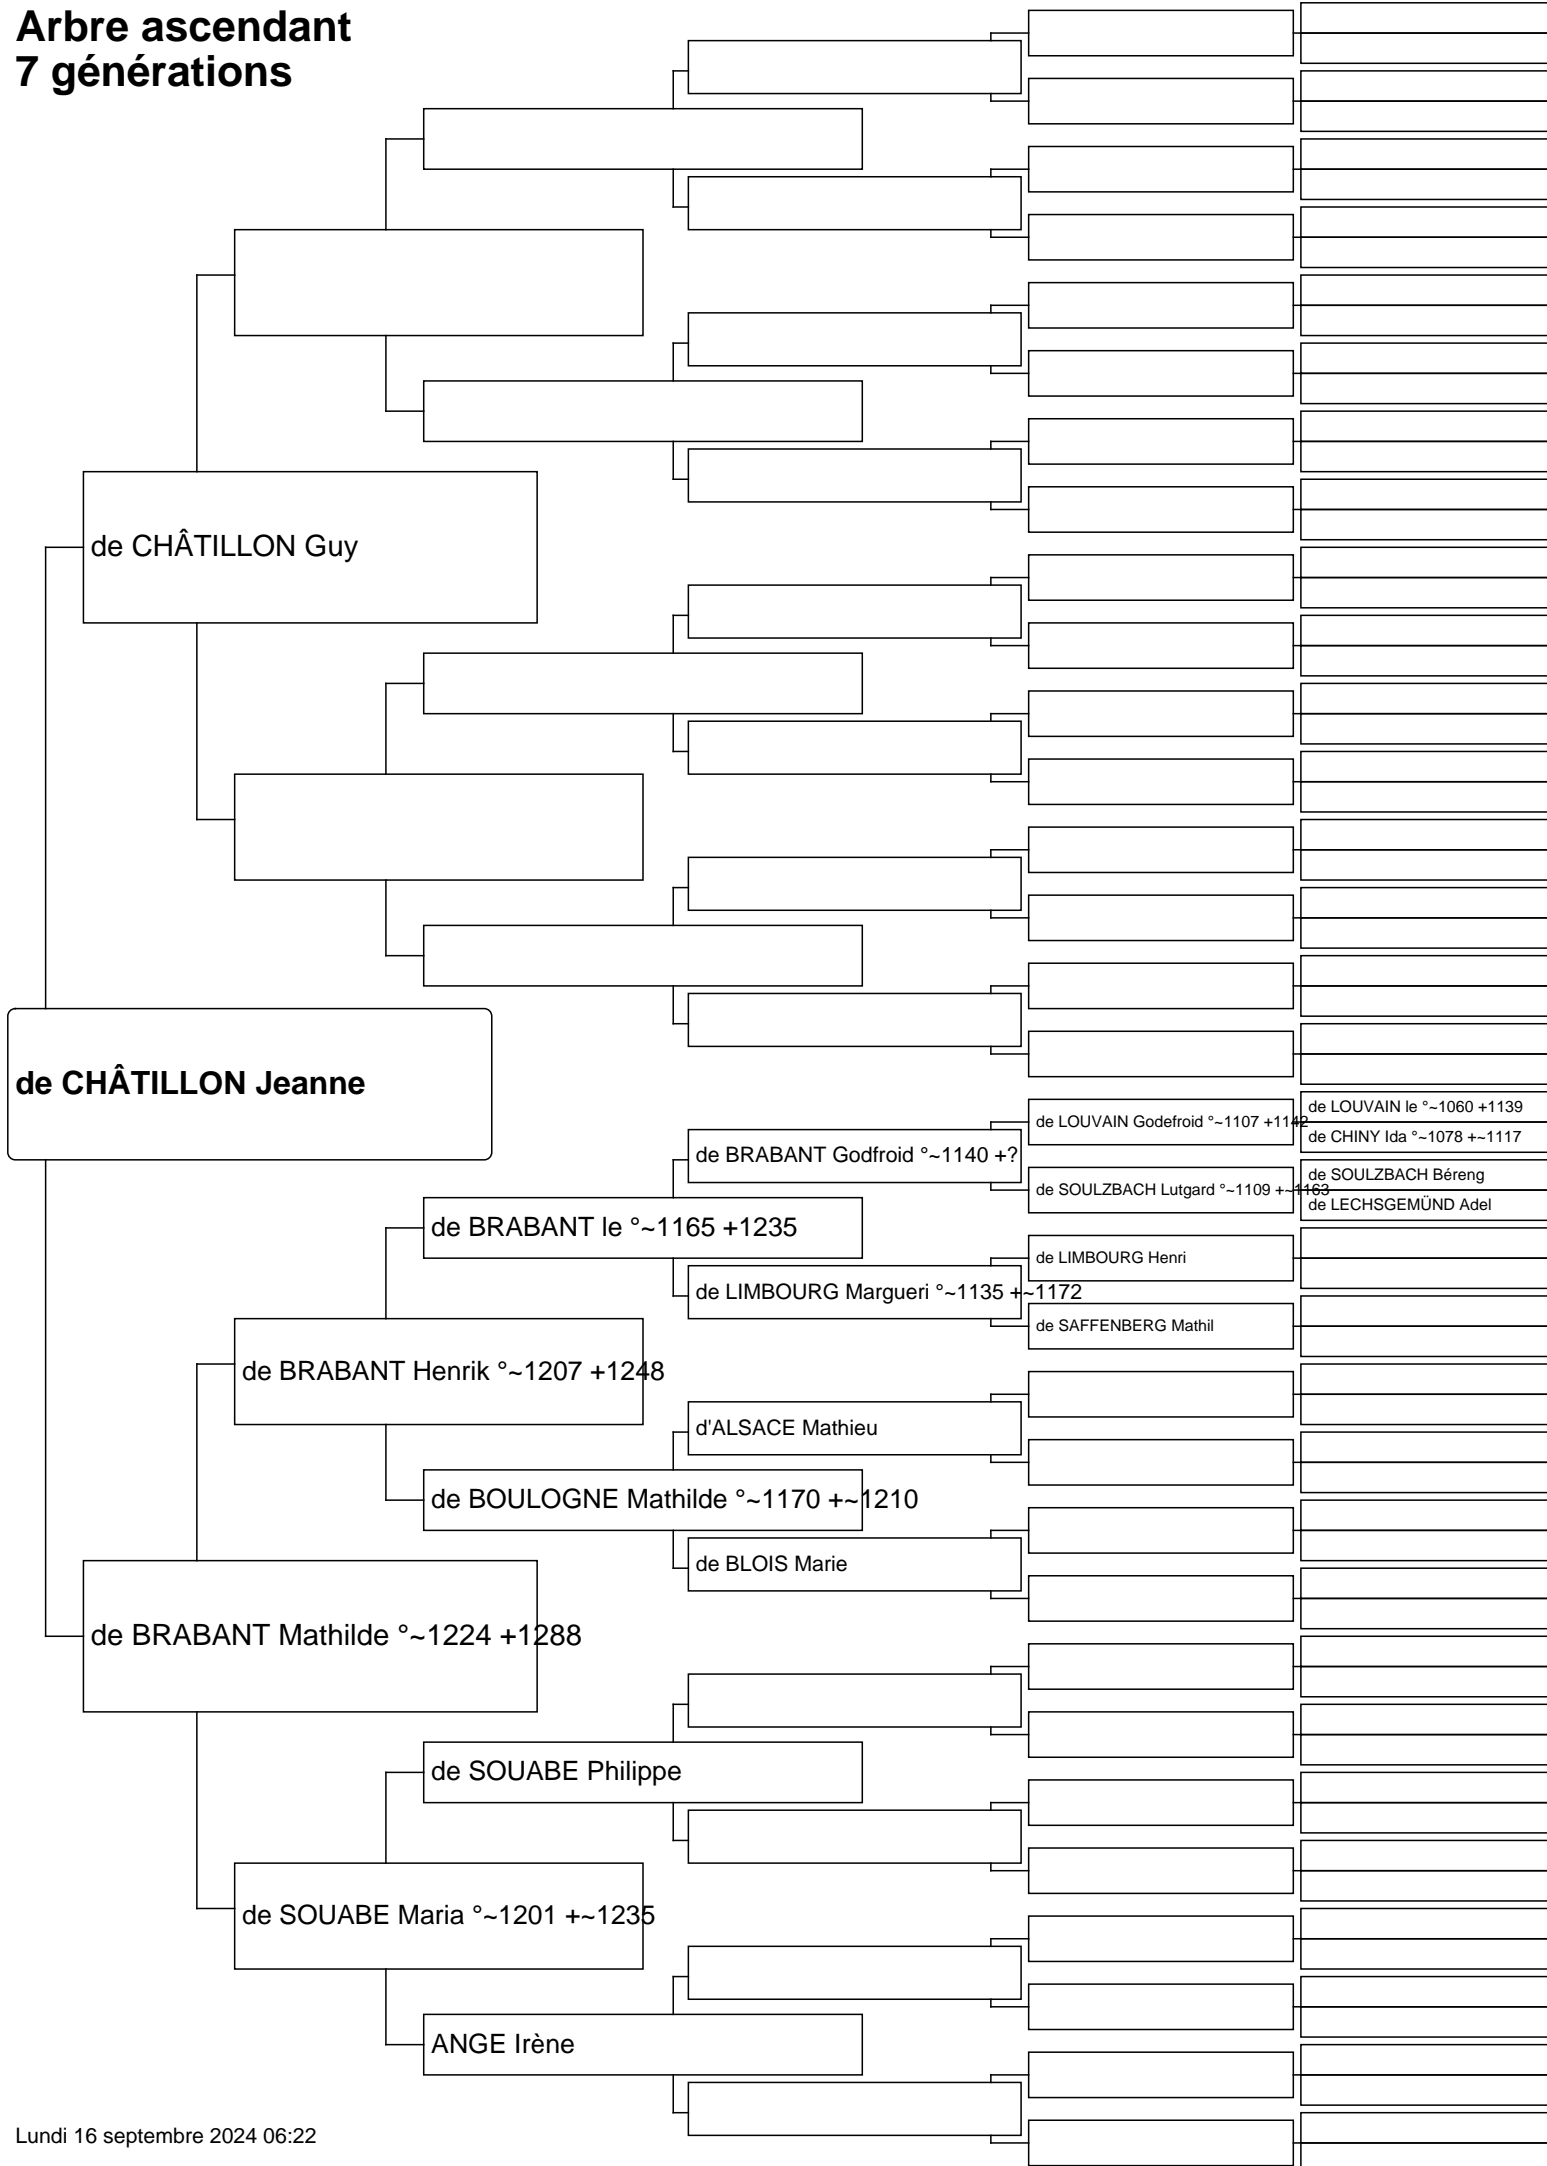 Arbre ascendant
7 générations
de CHÂTILLON Guy
de CHÂTILLON Jeanne
de LOUVAIN Godefroid °~1107 +1142
de LOUVAIN le °~1060 +1139
de CHINY Ida °~1078 +~1117
de BRABANT Godfroid °~1140 +?
de SOULZBACH Lutgard °~1109 +~1163
de SOULZBACH Béreng
de LECHSGEMÜND Adel
de BRABANT le °~1165 +1235
de LIMBOURG Henri
de LIMBOURG Margueri °~1135 +~1172
de SAFFENBERG Mathil
de BRABANT Henrik °~1207 +1248
d'ALSACE Mathieu
de BOULOGNE Mathilde °~1170 +~1210
de BLOIS Marie
de BRABANT Mathilde °~1224 +1288
de SOUABE Philippe
de SOUABE Maria °~1201 +~1235
ANGE Irène
Lundi 16 septembre 2024 06:22